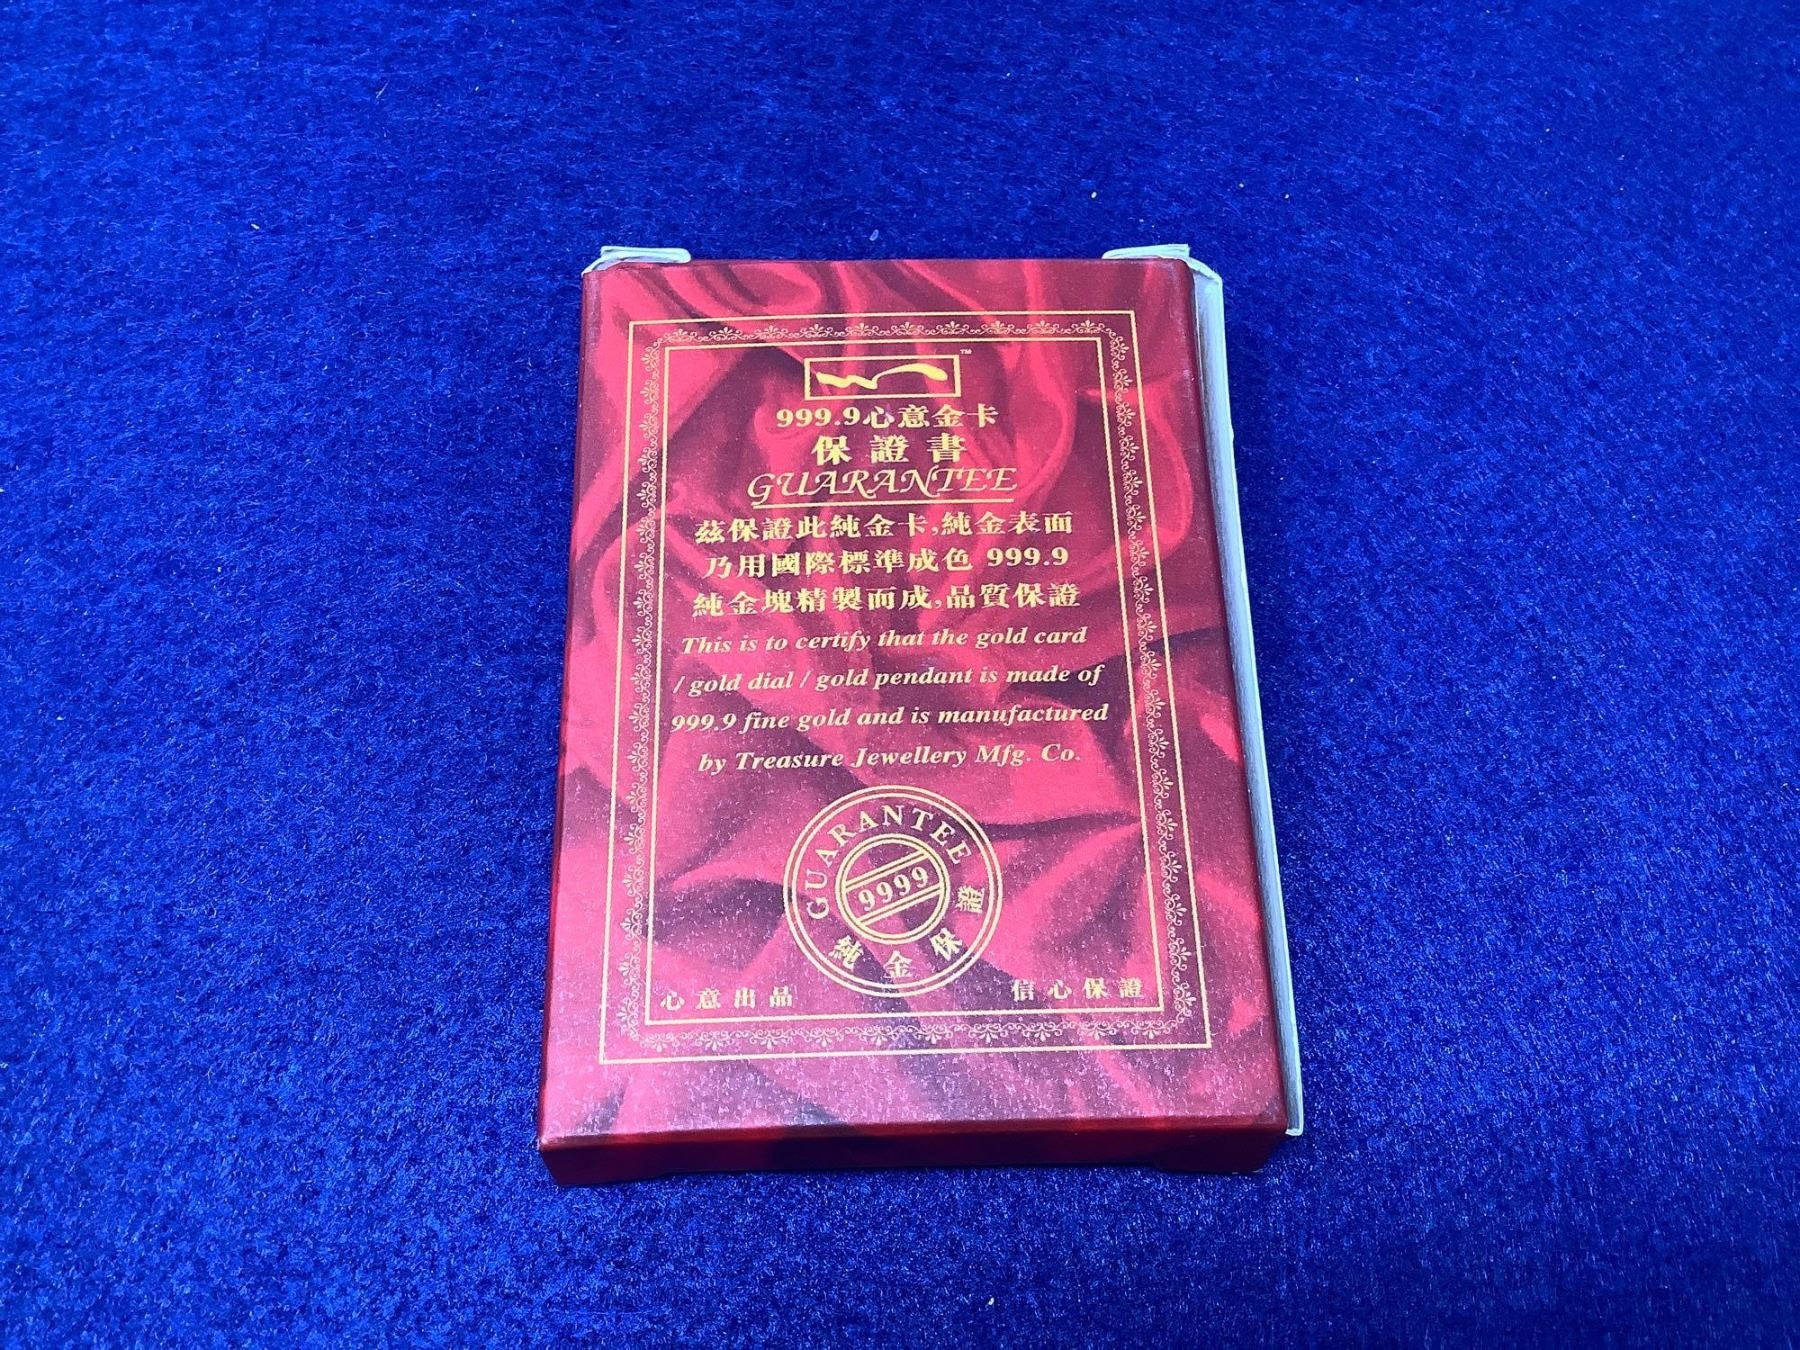 TM
999.9心意金卡
保證書
GUARANTEE
茲保證此純金卡,純金表面
乃用國際標準成色 999.9
純金塊精製而成,品質保證
This is to certify that the gold card
/ gold dial / gold pendant is made of
999.9 fine gold and is manufactured
by Treasure Jewellery Mfg. Co.
GUARANTEE
9999
純金保證
心意出品
信心保證